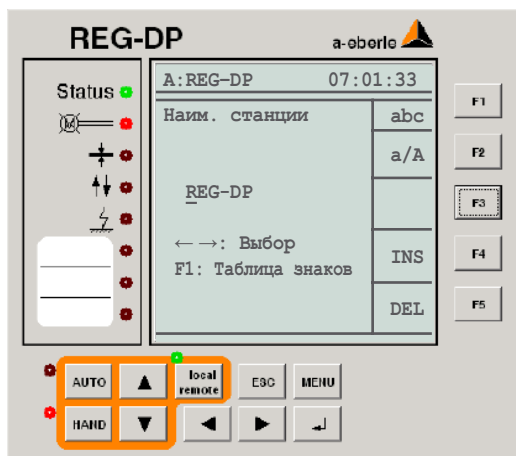 REG-DP
a-eberle
Status
M
A:REG-DP 07:01:33
Наим. станции
abc
a/A
REG-DP
← →: Выбор
F1: Таблица знаков
INS
DEL
F1
F2
F3
F4
F5
AUTO
local
remote
ESC
MENU
HAND